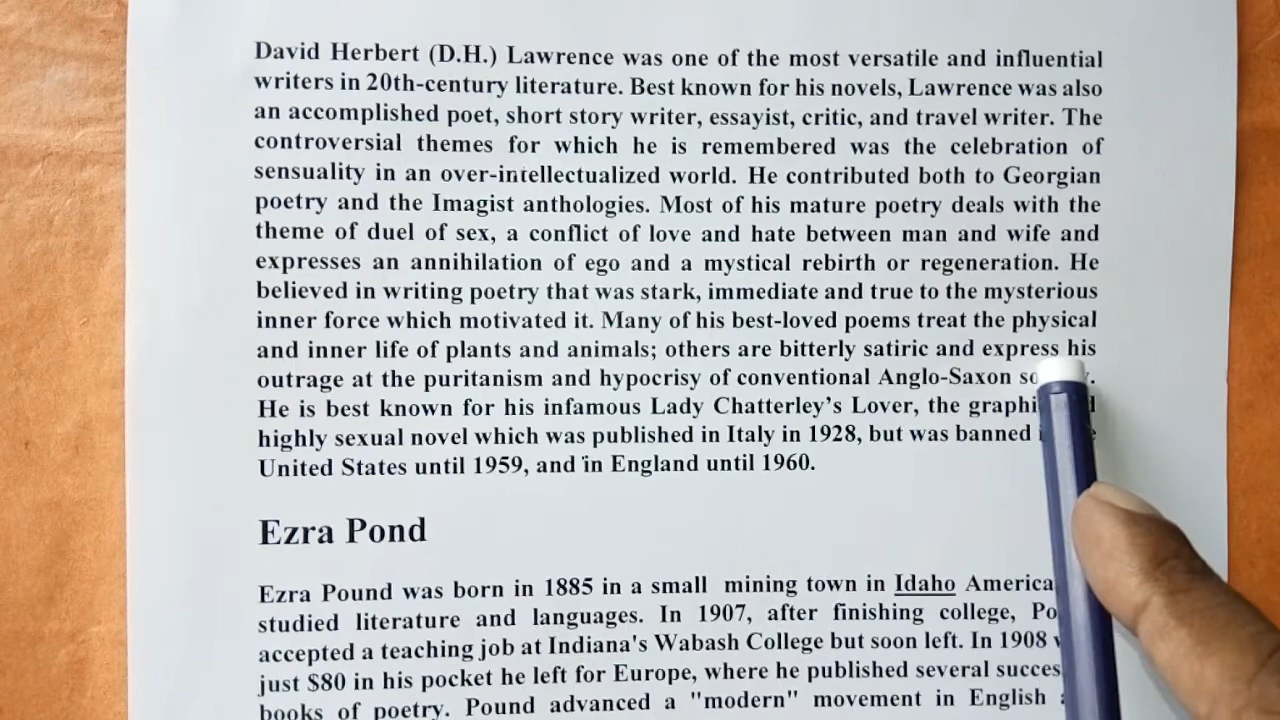 David Herbert (D.H.) Lawrence was one of the most versatile and influential
writers in 20th-century literature. Best known for his novels, Lawrence was also
an accomplished poet, short story writer, essayist, critic, and travel writer. The
controversial themes for which he is remembered was the celebration of
sensuality in an over-intellectualized world. He contributed both to Georgian
poetry and the Imagist anthologies. Most of his mature poetry deals with the
theme of duel of sex, a conflict of love and hate between man and wife and
expresses an annihilation of ego and a mystical rebirth or regeneration. He
believed in writing poetry that was stark, immediate and true to the mysterious
inner force which motivated it. Many of his best-loved poems treat the physical
and inner life of plants and animals; others are bitterly satiric and express his
outrage at the puritanism and hypocrisy of conventional Anglo-Saxon
He is best known for his infamous Lady Chatterley's Lover, the
highly sexual novel which was published in Italy in 1928, but was banned
United States until 1959, and in England until 1960.
Ezra Pond
Ezra Pound was born in 1885 in a small mining town in Idaho America
studied literature and languages. In 1907, after finishing college,
accepted a teaching job at Indiana's Wabash College but soon left. In 1908
just $80 in his pocket he left for Europe, where he published several
books of poetry. Pound advanced a "modern" movement in English